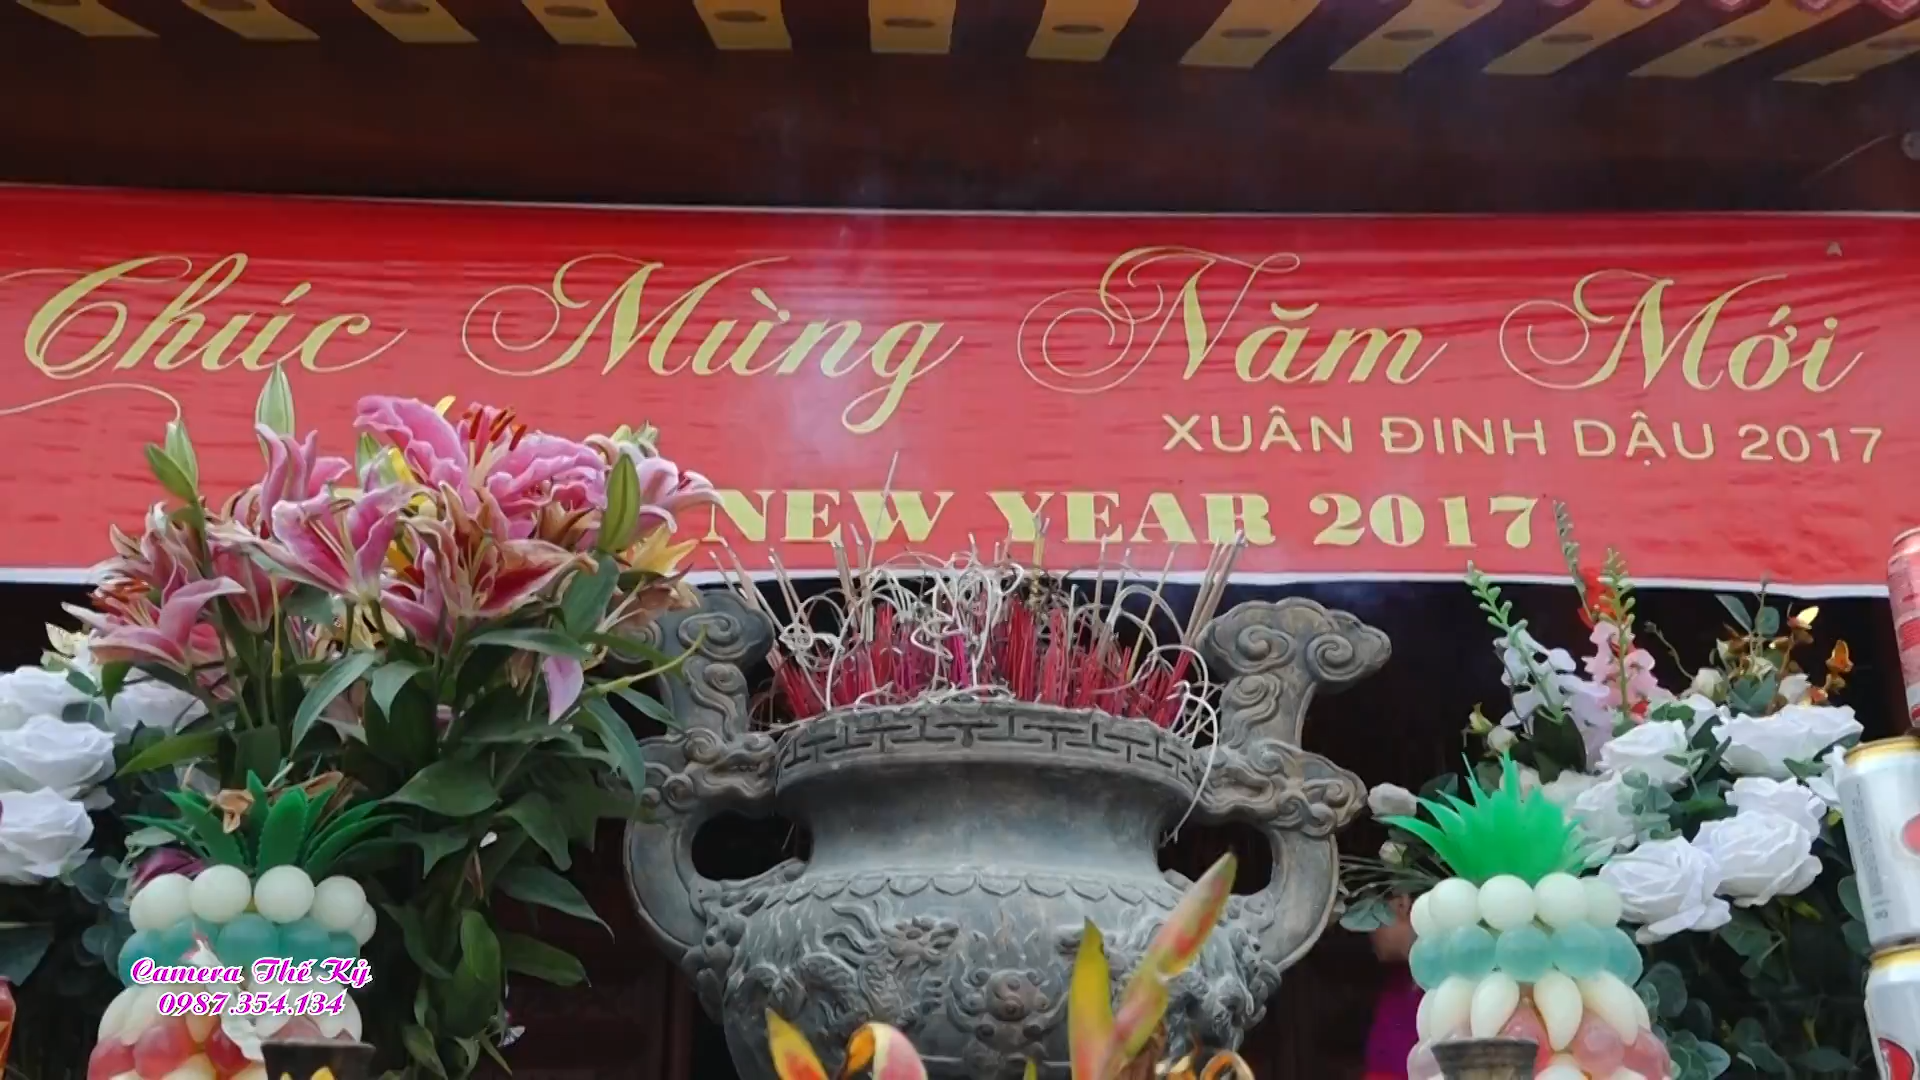 Chúc Mừng Năm Mới
XUÂN ĐINH DẬU 2017
NEW YEAR 2017
Camera Thế Kỷ
0987.354.134